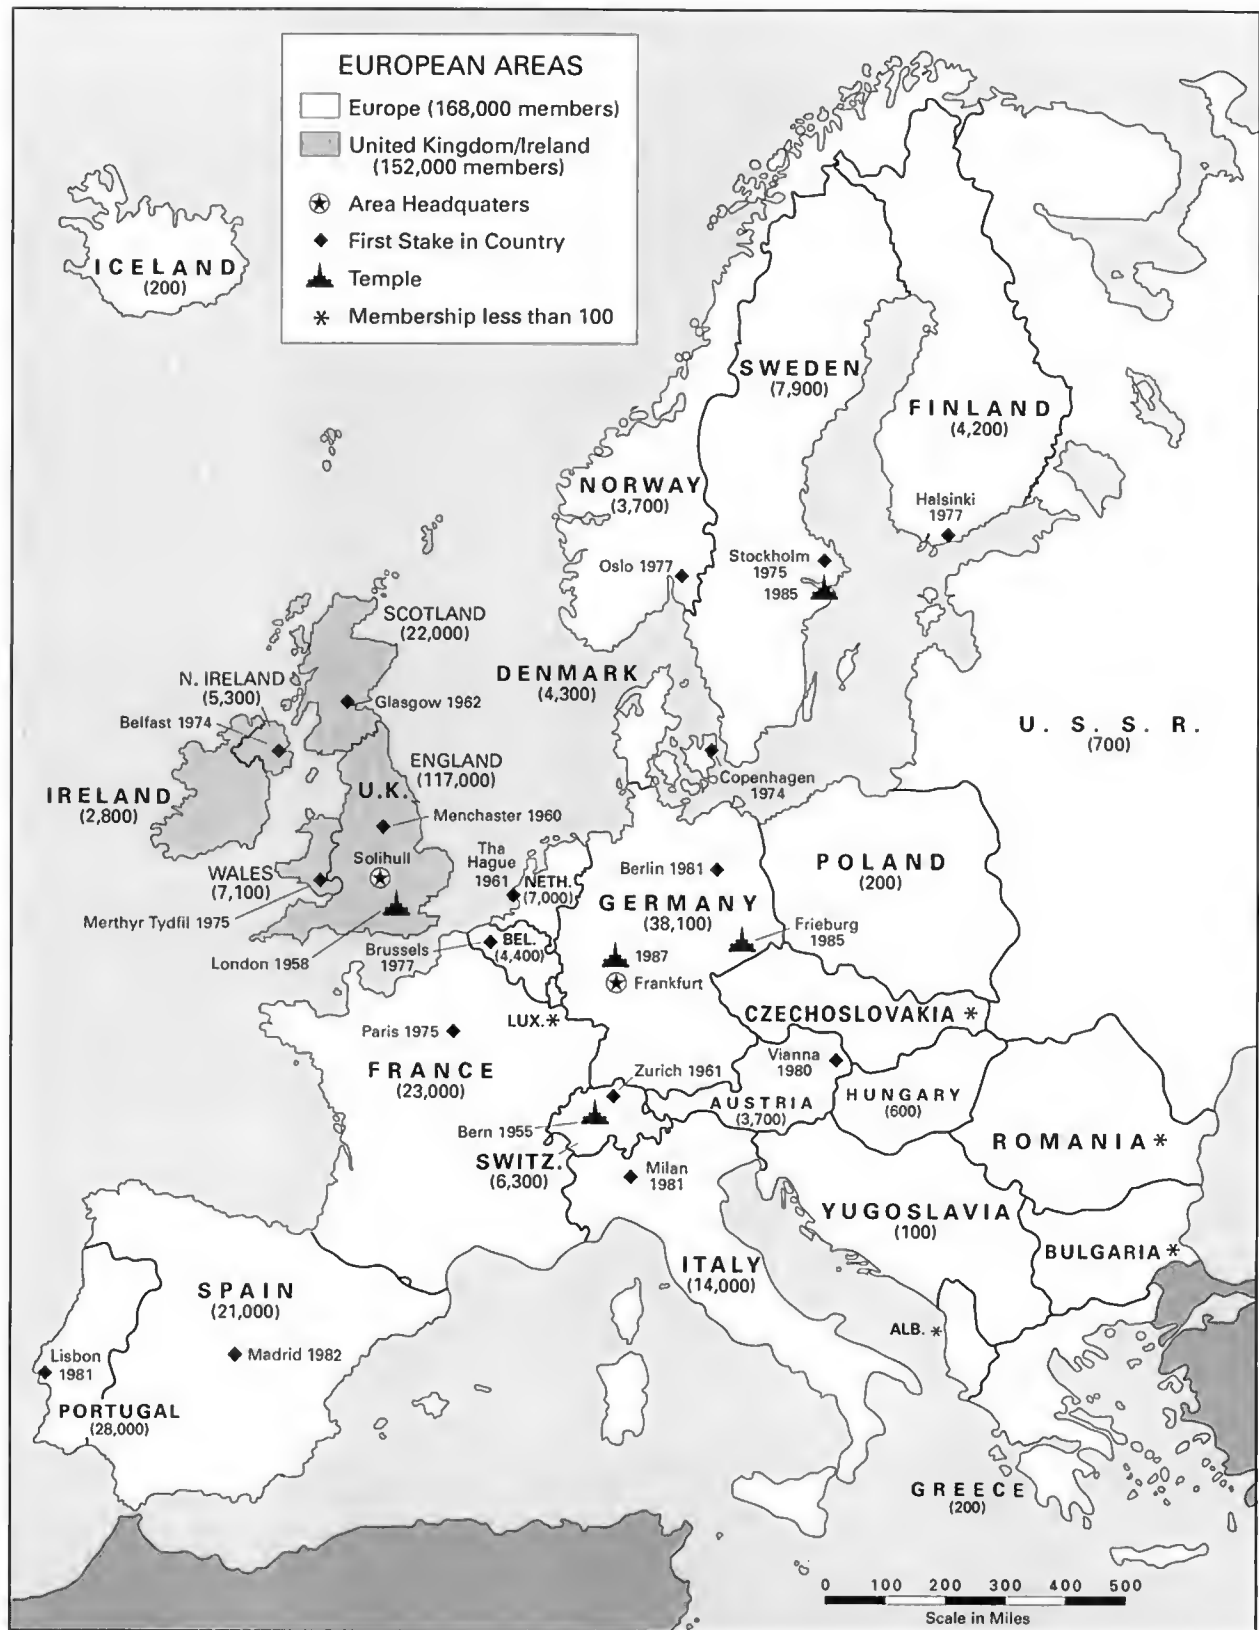 EUROPEAN AREAS
Europe (168,000 members)
United Kingdom/Ireland
(152,000 members)
Area Headquaters
First Stake in Country
Temple
* Membership less than 100
ICELAND
(200)
SWEDEN
(7,900)
FINLAND
(4,200)
NORWAY
(3,700)
Halsinki
1977
Oslo 1977
Stockholm
1975
1985
SCOTLAND
(22,000)
N. IRELAND
(5,300)
Belfast 1974
Glasgow 1962
DENMARK
(4,300)
Copenhagen
1974
U. S. S. R.
(700)
ENGLAND
(117,000)
U.K.
IRELAND
(2,800)
Menchaster 1960
Solihull
WALES
(7,100)
Merthyr Tydfil 1975
London 1958
Tha
Hague
1961
NETH.
(7,000)
Berlin 1981
GERMANY
(38,100)
POLAND
(200)
Frieburg
1985
1987
Frankfurt
Brussels
1977
BEL.
(4,400)
LUX.*
CZECHOSLOVAKIA *
Paris 1975
FRANCE
(23,000)
Zurich 1961
Vianna
1980
AUSTRIA
(3,700)
HUNGARY
(600)
Bern 1955
SWITZ.
(6,300)
Milan
1981
ROMANIA *
YUGOSLAVIA
(100)
BULGARIA *
ITALY
(14,000)
ALB. *
SPAIN
(21,000)
Madrid 1982
Lisbon
1981
PORTUGAL
(28,000)
GREECE
(200)
0 100 200 300 400 500
Scale in Miles